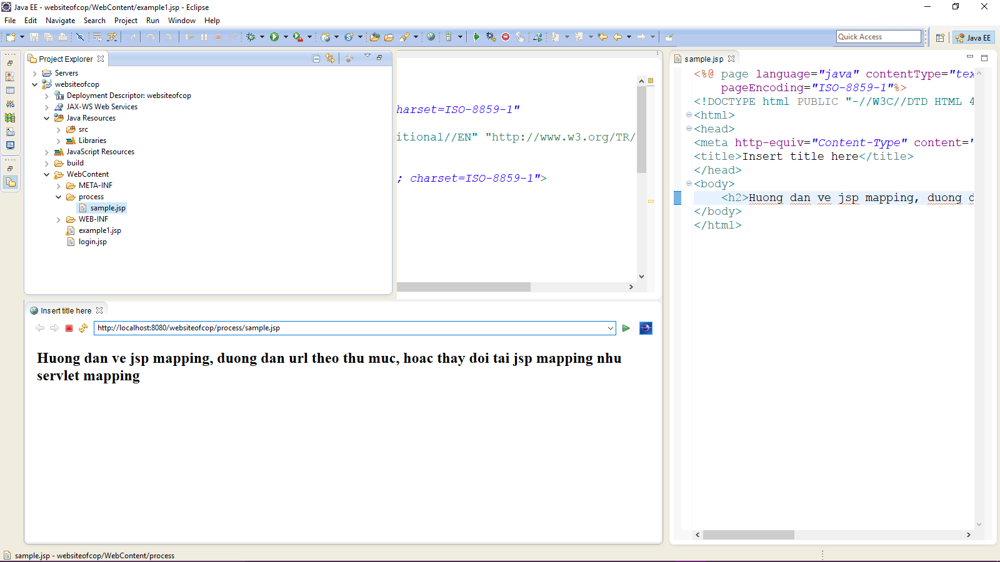 Java EE - websiteofcop/WebContent/example1.jsp - Eclipse
File Edit Navigate Search Project Run Window Help
Quick Access
Java EE
Project Explorer
Servers
websiteofcop
Deployment Descriptor: websiteofcop
JAX-WS Web Services
Java Resources
src
Libraries
JavaScript Resources
build
WebContent
META-INF
process
sample.jsp
WEB-INF
example1.jsp
login.jsp
harset=ISO-8859-1"
itional//EN" "http://www.w3.org/TR/
; charset=ISO-8859-1">
sample.jsp
<%@ page language="java" contentType="tex
pageEncoding="ISO-8859-1"%>
<!DOCTYPE html PUBLIC "-//W3C//DTD HTML 4
<html>
<head>
<meta http-equiv="Content-Type" content="
<title>Insert title here</title>
</head>
<body>
<h2>Huong dan ve jsp mapping, duong d
</body>
</html>
Insert title here
http://localhost:8080/websiteofcop/process/sample.jsp
Huong dan ve jsp mapping, duong dan url theo thu muc, hoac thay doi tai jsp mapping nhu
servlet mapping
sample.jsp - websiteofcop/WebContent/process